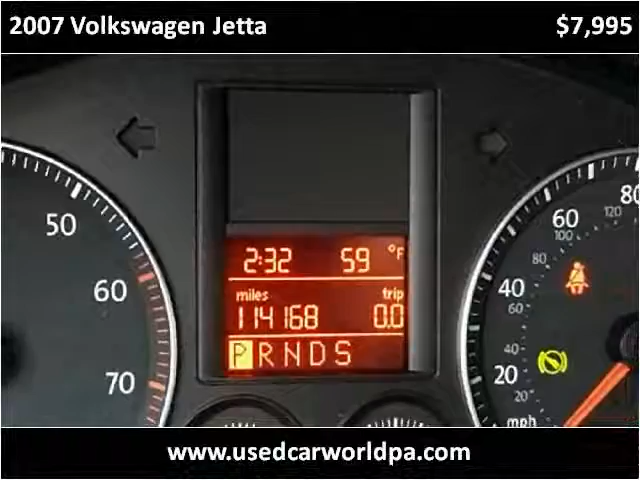 2007 Volkswagen Jetta $7,995
50
60
70
2:32 59 °F
miles trip
114168 0.0
P R N D S
80
60
40
20
mph
120
100
80
60
40
20
www.usedcarworldpa.com